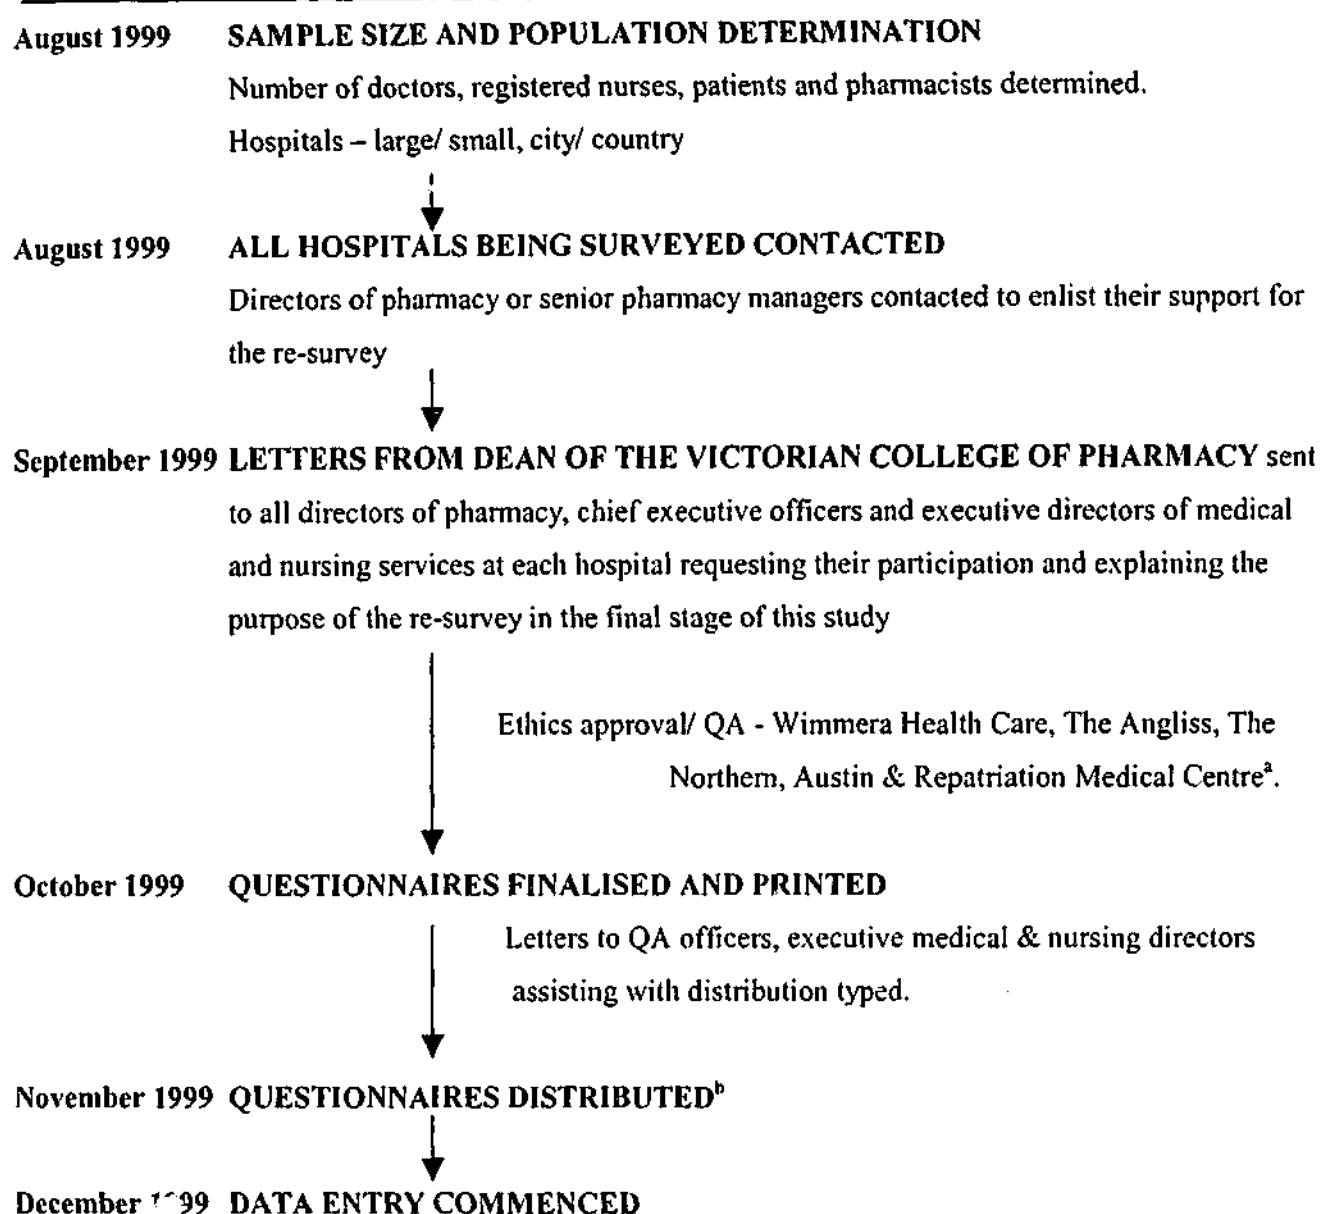 August 1999 SAMPLE SIZE AND POPULATION DETERMINATION
Number of doctors, registered nurses, patients and pharmacists determined.
Hospitals – large/ small, city/ country
August 1999 ALL HOSPITALS BEING SURVEYED CONTACTED
Directors of pharmacy or senior pharmacy managers contacted to enlist their support for
the re-survey
September 1999 LETTERS FROM DEAN OF THE VICTORIAN COLLEGE OF PHARMACY sent
to all directors of pharmacy, chief executive officers and executive directors of medical
and nursing services at each hospital requesting their participation and explaining the
purpose of the re-survey in the final stage of this study
Ethics approval/ QA - Wimmera Health Care, The Angliss, The
Northern, Austin & Repatriation Medical Centreᵃ.
October 1999 QUESTIONNAIRES FINALISED AND PRINTED
Letters to QA officers, executive medical & nursing directors
assisting with distribution typed.
November 1999 QUESTIONNAIRES DISTRIBUTEDᵇ
December DATA ENTRY COMMENCED